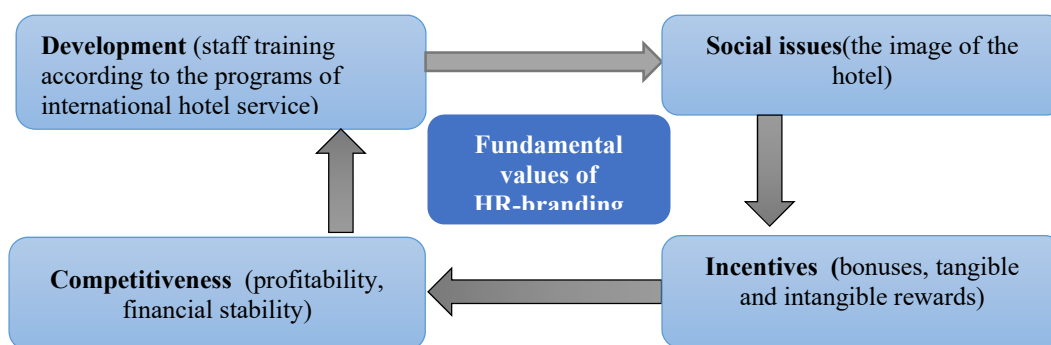 Development (staff training
according to the programs of
international hotel service)
Social issues(the image of the
hotel)
Fundamental
values of
HR-branding
Competitiveness (profitability,
financial stability)
Incentives (bonuses, tangible
and intangible rewards)